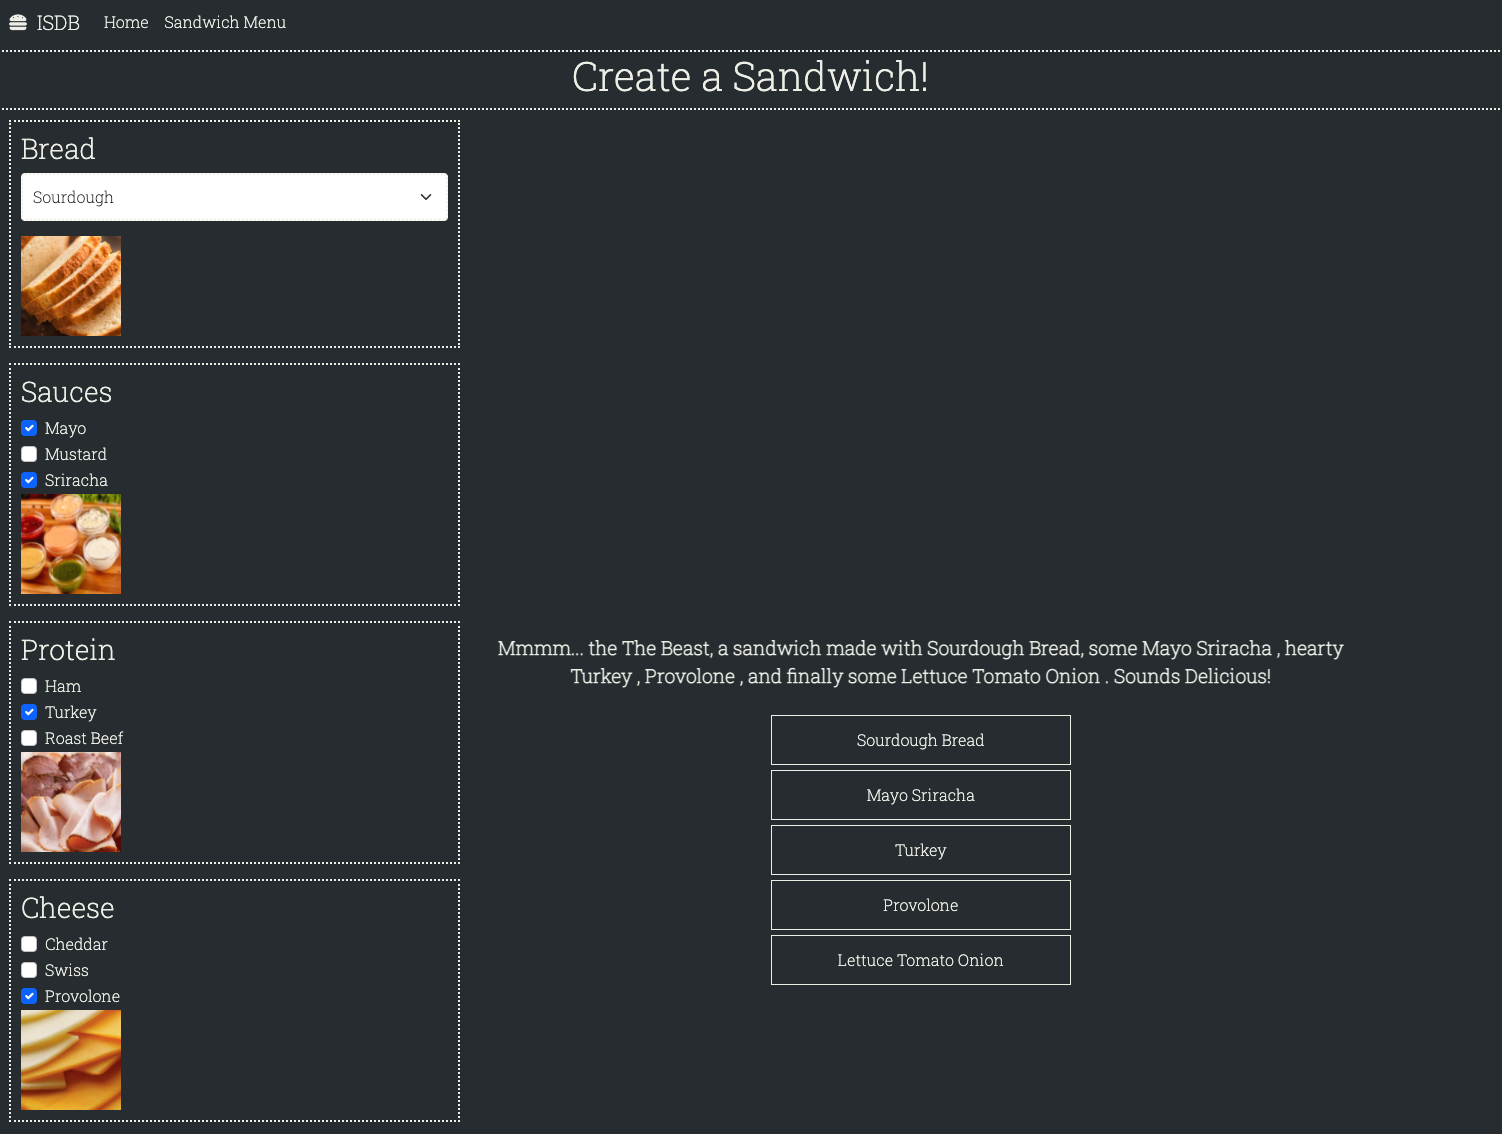 ISDB Home Sandwich Menu
Create a Sandwich!
Bread
Sourdough
Sauces
Mayo
Mustard
Sriracha
Protein
Ham
Turkey
Roast Beef
Cheese
Cheddar
Swiss
Provolone
Mmmm... the The Beast, a sandwich made with Sourdough Bread, some Mayo Sriracha , hearty
Turkey , Provolone , and finally some Lettuce Tomato Onion . Sounds Delicious!
Sourdough Bread
Mayo Sriracha
Turkey
Provolone
Lettuce Tomato Onion